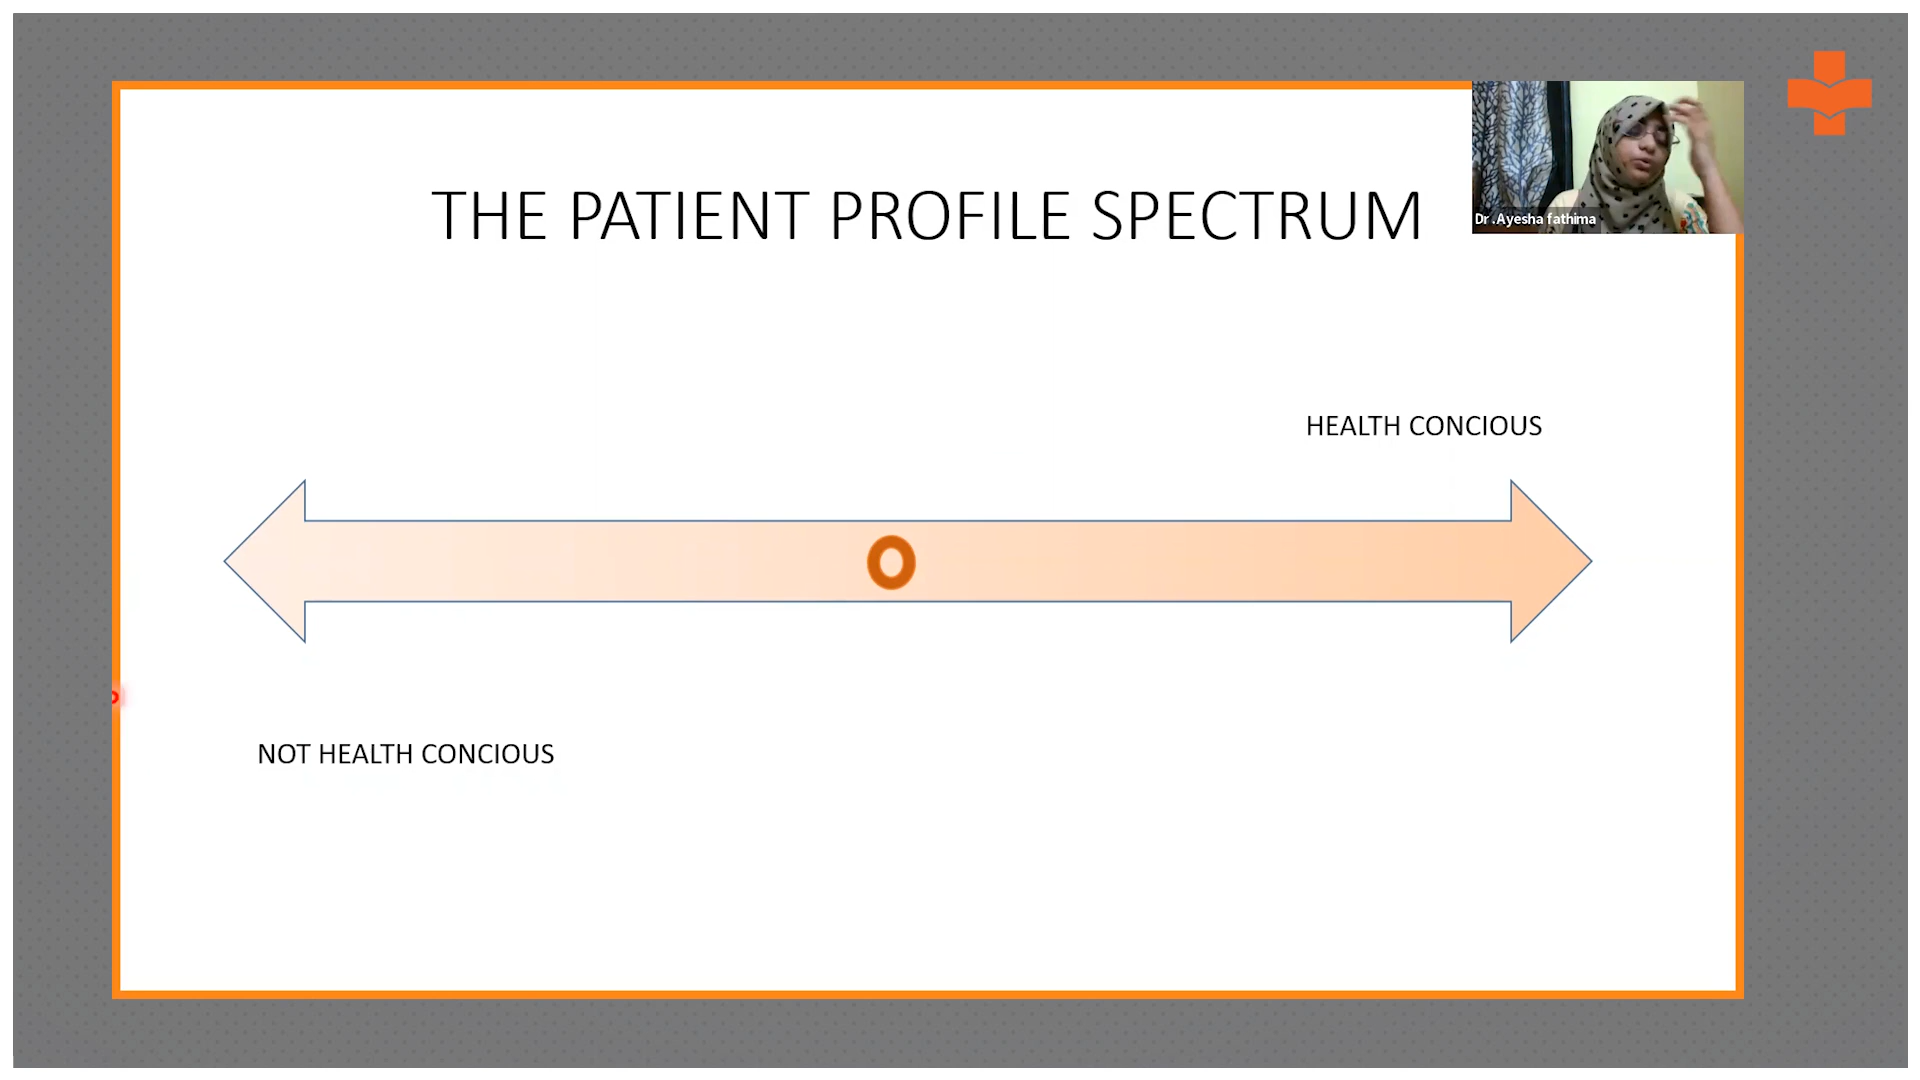 THE PATIENT PROFILE SPECTRUM
Dr .Ayesha fathima
HEALTH CONCIOUS
NOT HEALTH CONCIOUS